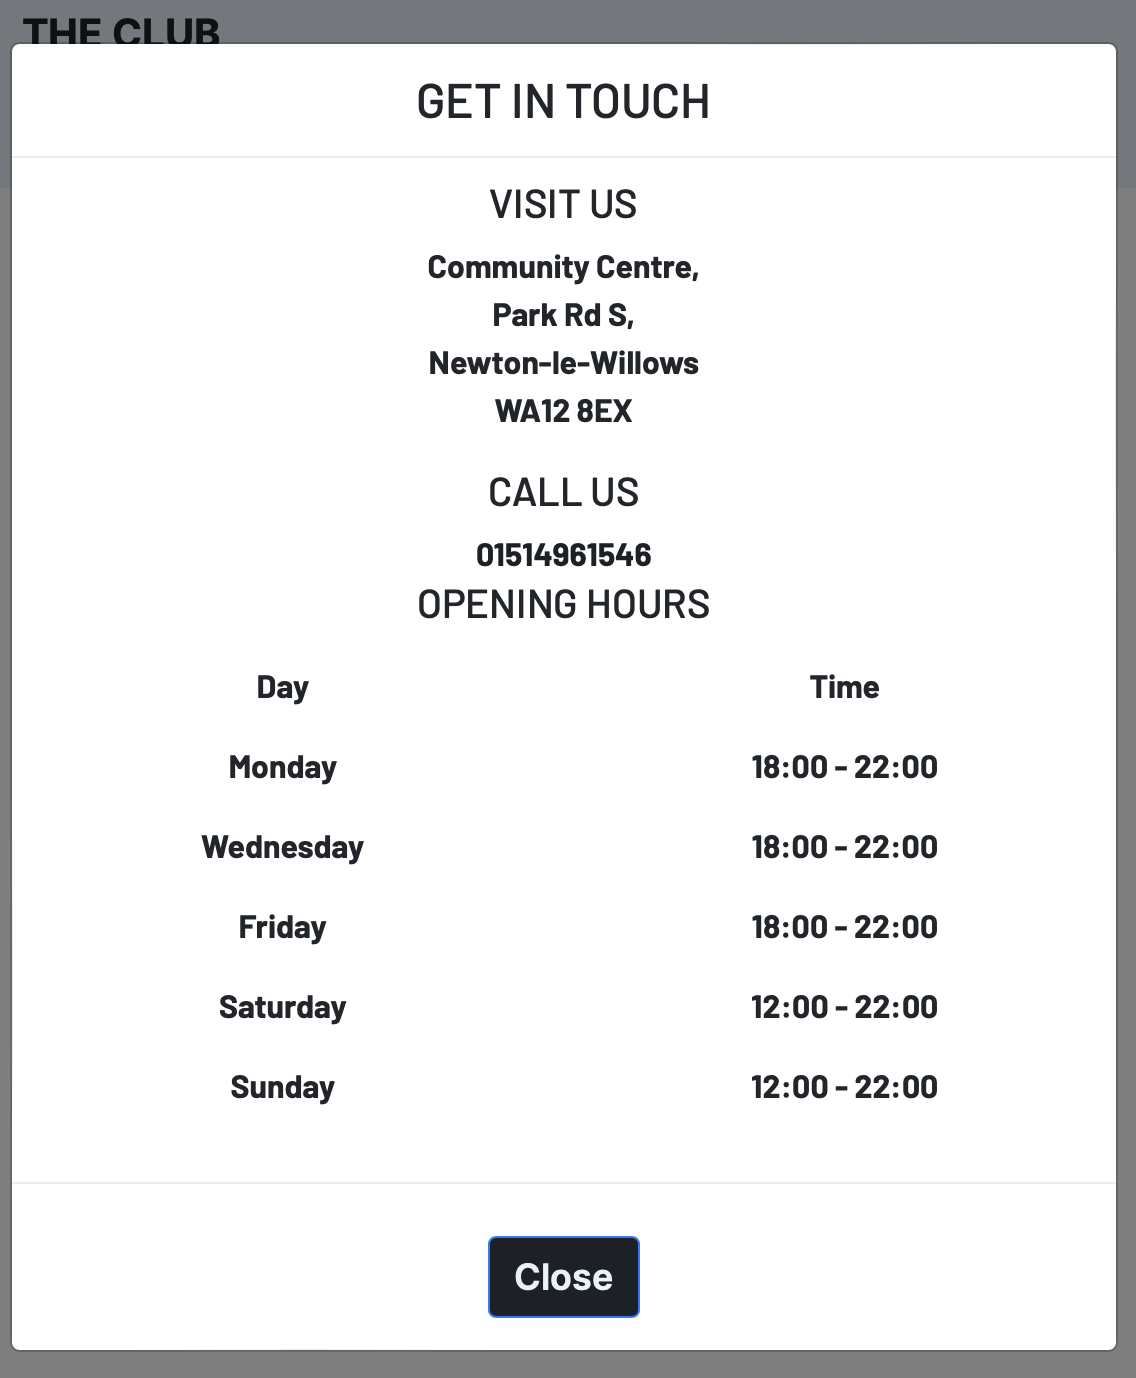 THE CLUB
GET IN TOUCH
VISIT US
Community Centre,
Park Rd S,
Newton-le-Willows
WA12 8EX
CALL US
01514961546
OPENING HOURS
Day Time
Monday 18:00 - 22:00
Wednesday 18:00 - 22:00
Friday 18:00 - 22:00
Saturday 12:00 - 22:00
Sunday 12:00 - 22:00
Close